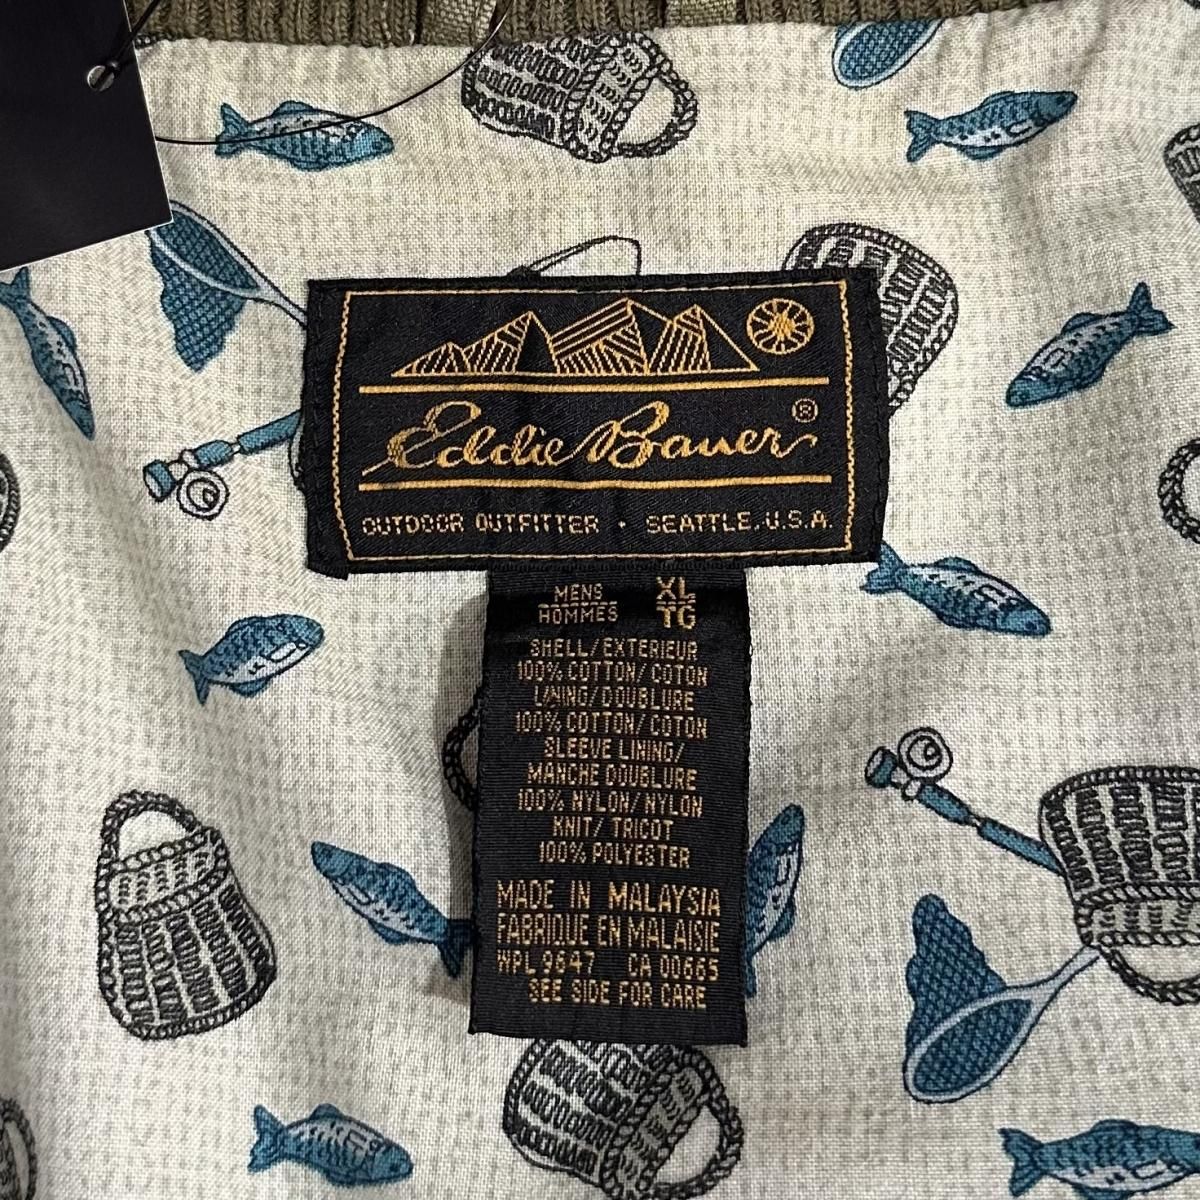 Eddie Bauer®
OUTDOOR OUTFITTER · SEATTLE, U.S.A.
MENS XL
HOMMES TG
SHELL/EXTERIEUR
100% COTTON/COTON
LINING/DOUBLURE
100% COTTON/COTON
SLEEVE LINING/
MANCHE DOUBLURE
100% NYLON/NYLON
KNIT/TRICOT
100% POLYESTER
MADE IN MALAYSIA
FABRIQUE EN MALAISIE
WPL 9647 CA 00665
SEE SIDE FOR CARE